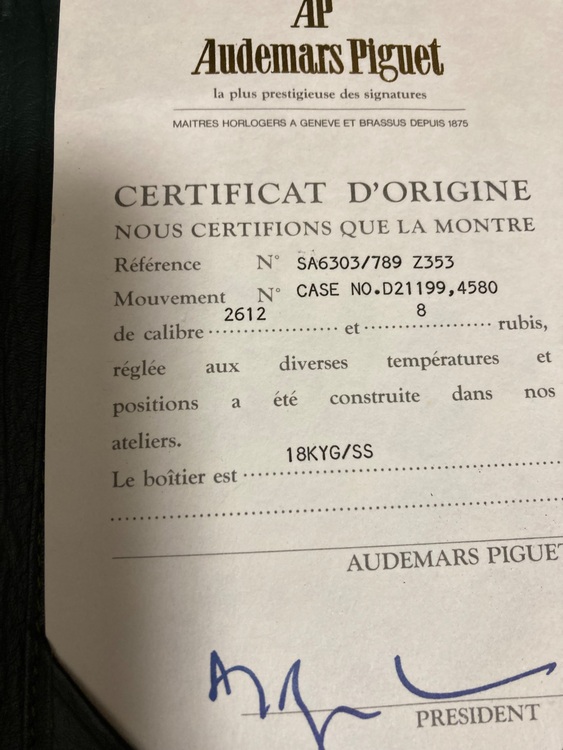 AP
Audemars Piguet
la plus prestigieuse des signatures
MAITRES HORLOGERS A GENEVE ET BRASSUS DEPUIS 1875
CERTIFICAT D'ORIGINE
NOUS CERTIFIONS QUE LA MONTRE
Référence N° SA6303/789 Z353
Mouvement N° CASE NO.D21199,4580
de calibre 2612 et 8 rubis,
réglée aux diverses températures et
positions a été construite dans nos
ateliers.
Le boîtier est 18KYG/SS
AUDEMARS PIGUET
PRESIDENT